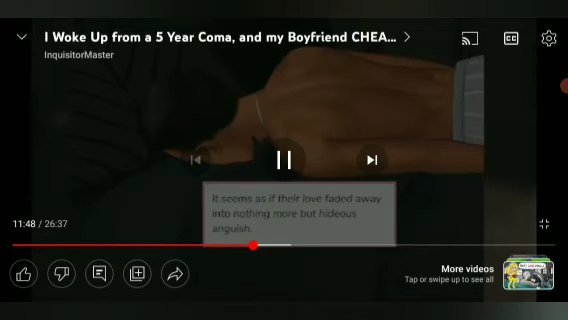 I Woke Up from a 5 Year Coma, and my Boyfriend CHEA...
InquisitorMaster
CC
It seems as if their love faded away
into nothing more but hideous
anguish.
11:48 / 26:37
More videos
Tap or swipe up to see all